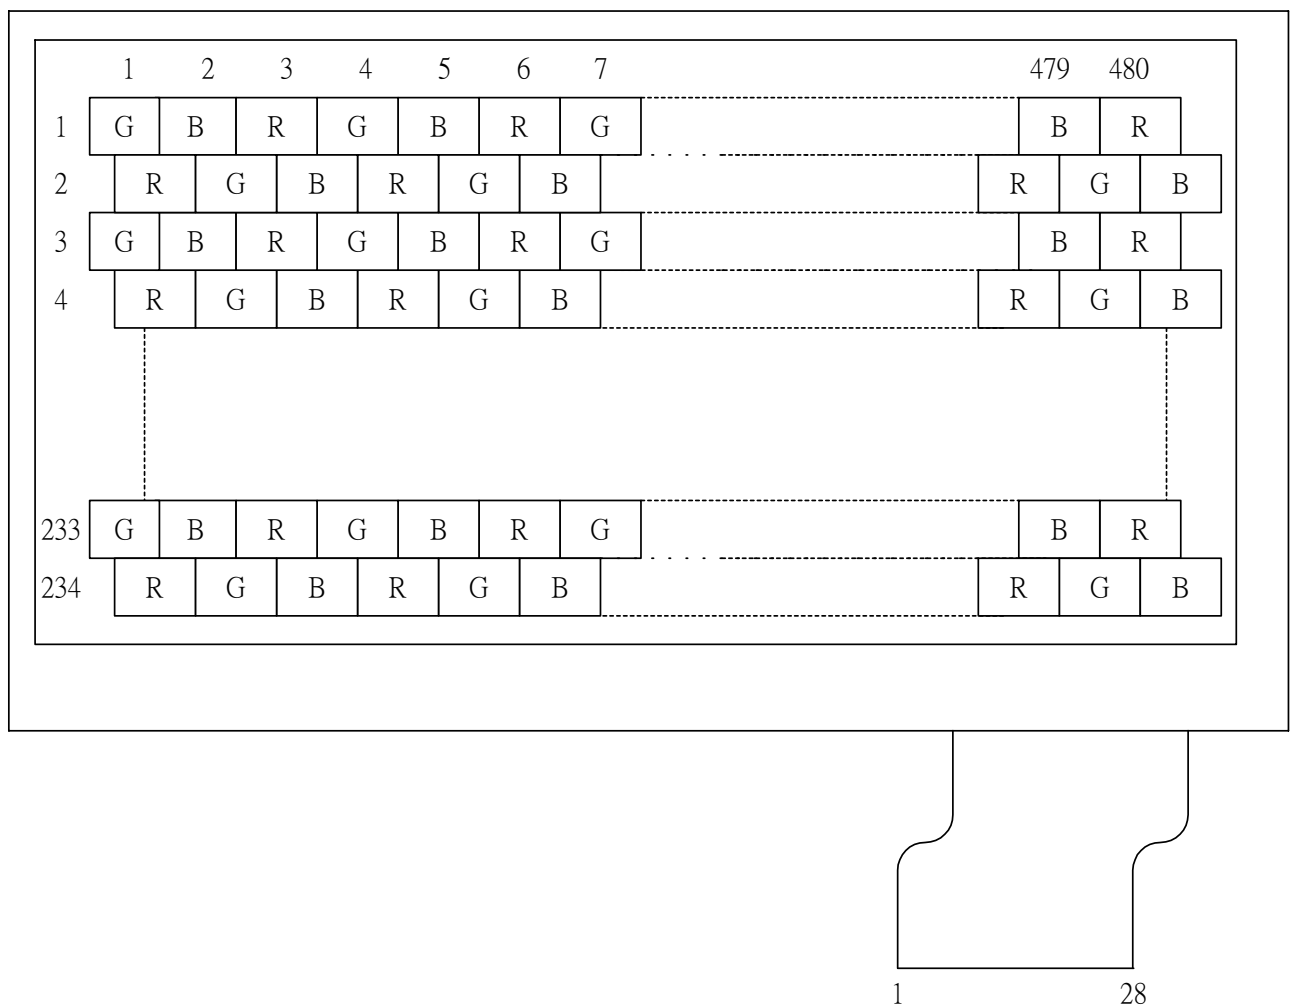 1 2 3 4 5 6 7 479 480
1 G B R G B R G B R
2 R G B R G B R G B
3 G B R G B R G B R
4 R G B R G B R G B
233 G B R G B R G B R
234 R G B R G B R G B
1 28